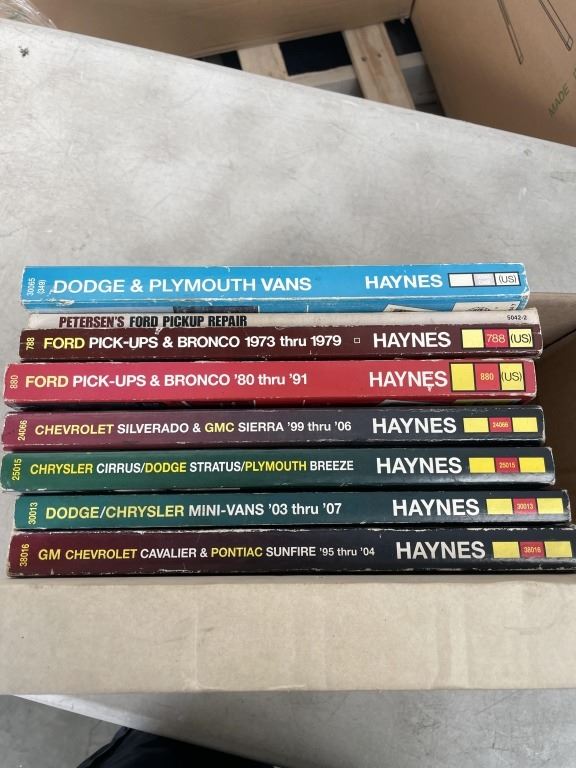 MADE
30065
(349) DODGE & PLYMOUTH VANS HAYNES (US)
PETERSEN'S FORD PICKUP REPAIR 5042-2
788 FORD PICK-UPS & BRONCO 1973 thru 1979 HAYNES 788 (US)
880 FORD PICK-UPS & BRONCO '80 thru '91 HAYNES 880 (US)
24066 CHEVROLET SILVERADO & GMC SIERRA '99 thru '06 HAYNES 24066
25015 CHRYSLER CIRRUS/DODGE STRATUS/PLYMOUTH BREEZE HAYNES 25015
30013 DODGE/CHRYSLER MINI-VANS '03 thru '07 HAYNES 30013
38016 GM CHEVROLET CAVALIER & PONTIAC SUNFIRE '95 thru '04 HAYNES 38016